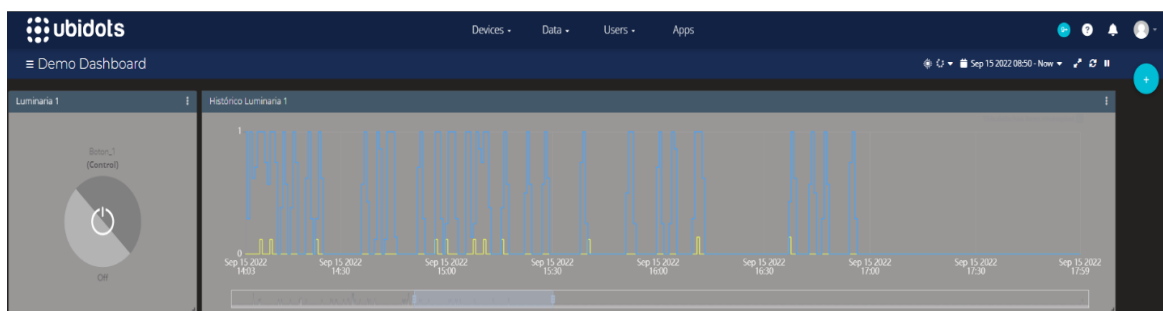 ubidots
Devices
Data
Users
Apps
Demo Dashboard
Sep 15 2022 08:50 - Now
Luminaria 1
Histórico Luminaria 1
Boton_1
(Control)
Off
1
0
Sep 15 2022
14:03
Sep 15 2022
14:30
Sep 15 2022
15:00
Sep 15 2022
15:30
Sep 15 2022
16:00
Sep 15 2022
16:30
Sep 15 2022
17:00
Sep 15 2022
17:30
Sep 15 2022
17:59